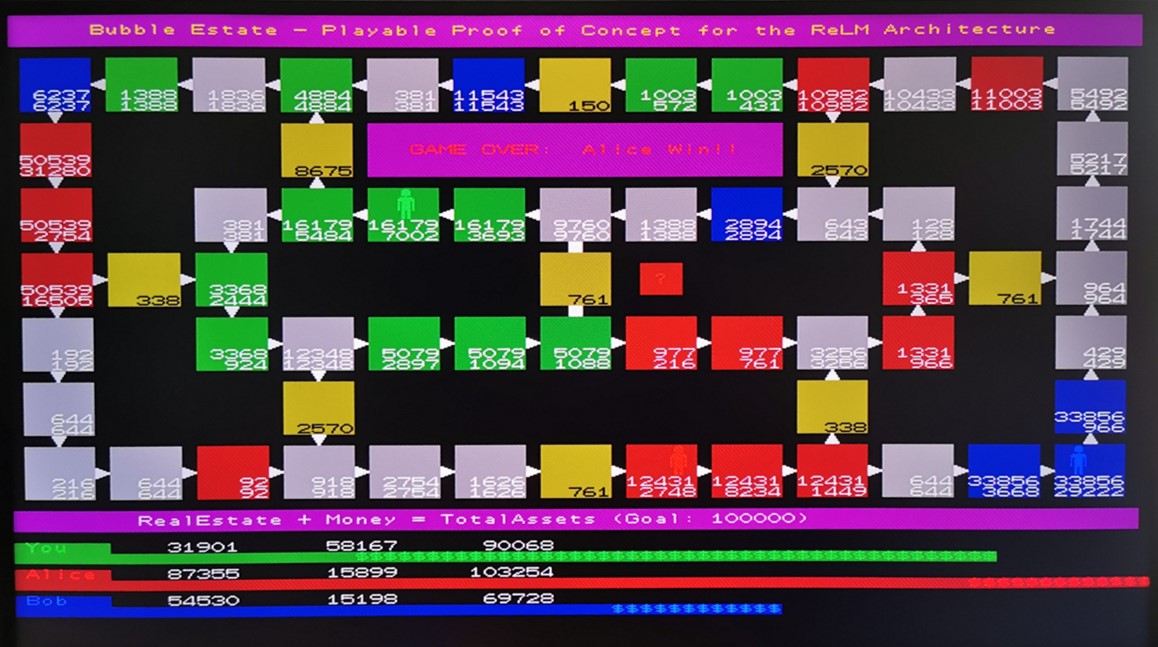 Bubble Estate - Playable Proof of Concept for the ReLM Architecture
6237 1388 1836 4884 381 11543 1003 1003 10982 10433 11003 5492
6237 1388 1836 4884 381 11543 150 572 431 10982 10433 11003 5492
GAME OVER: Alice Win!!
50539 5217
31280 8675 2570 5217
50539 381 16179 16179 16179 9760 1388 2894 643 128 1744
2754 381 5484 7002 3693 9760 1388 2894 643 128 1744
?
50539 3368 1331 964
16505 338 2444 761 365 761 964
192 3368 12348 5079 5079 5079 977 977 3256 1331 429
192 924 12348 2897 1094 1088 216 761 3256 966 429
644 33856
644 2570 338 966
216 644 92 918 2754 1626 12431 12431 12431 644 33856 33856
216 644 92 918 2754 1626 761 2748 8234 1449 644 3668 29222
RealEstate + Money = TotalAssets (Goal: 100000)
You 31901 58167 90068
Alice 87355 15899 103254
Bob 54530 15198 69728